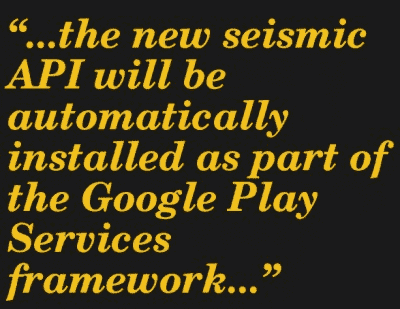 “...the new seismic
API will be
automatically
installed as part of
the Google Play
Services
framework...”